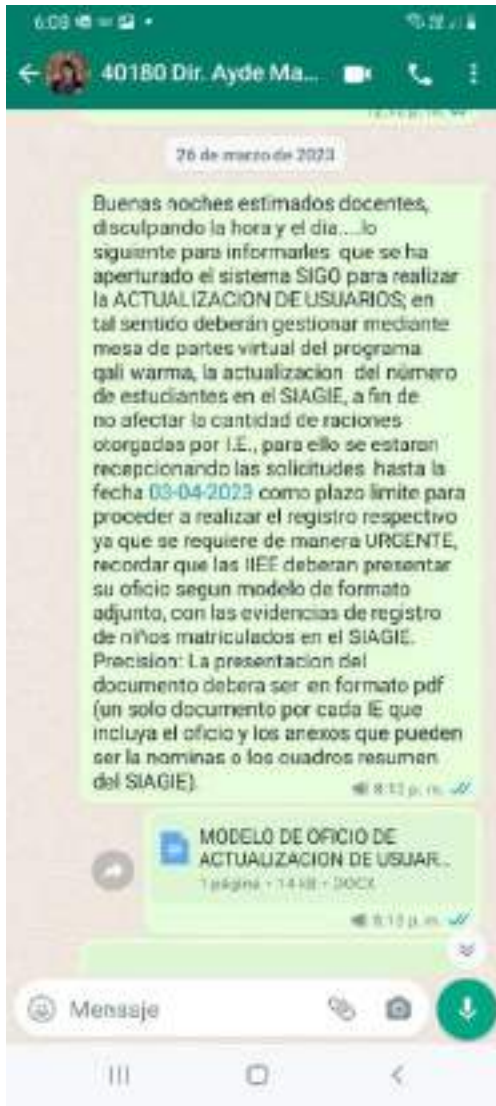 6:08
40180 Dir. Ayde Ma...
26 de marzo de 2023
Buenas noches estimados docentes,
disculpando la hora y el dia....lo
siguiente para informarles que se ha
aperturado el sistema SIGO para realizar
la ACTUALIZACION DE USUARIOS; en
tal sentido deberán gestionar mediante
mesa de partes virtual del programa
qali warma, la actualizacion del número
de estudiantes en el SIAGIE, a fin de
no afectar la cantidad de raciones
otorgadas por I.E., para ello se estaran
recepcionando las solicitudes hasta la
fecha 03-04-2023 como plazo limite para
proceder a realizar el registro respectivo
ya que se requiere de manera URGENTE,
recordar que las IIEE deberan presentar
su oficio segun modelo de formato
adjunto, con las evidencias de registro
de niños matriculados en el SIAGIE.
Precision: La presentacion del
documento debera ser en formato pdf
(un solo documento por cada IE que
incluya el oficio y los anexos que pueden
ser la nominas o los cuadros resumen
del SIAGIE)
8:13 p. m.
MODELO DE OFICIO DE
ACTUALIZACION DE USUAR...
1 página • 14 kB • DOCX
8:13 p. m.
Mensaje